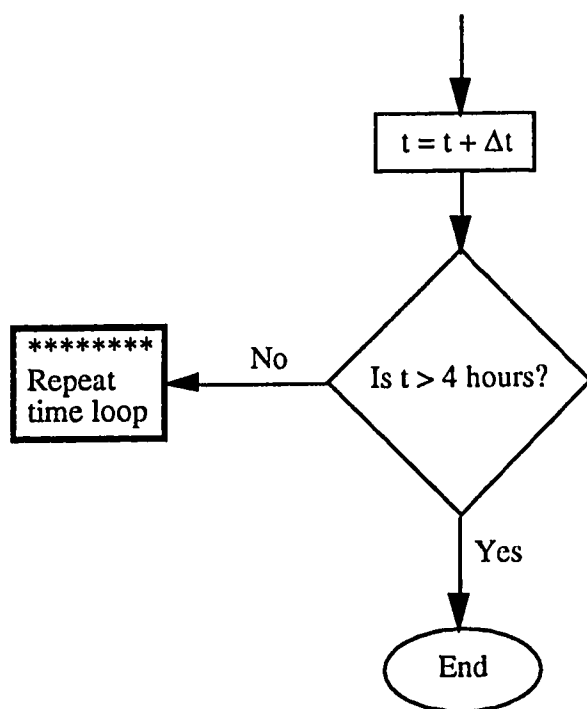 t = t + Δt
Is t > 4 hours?
No
********
Repeat
time loop
Yes
End